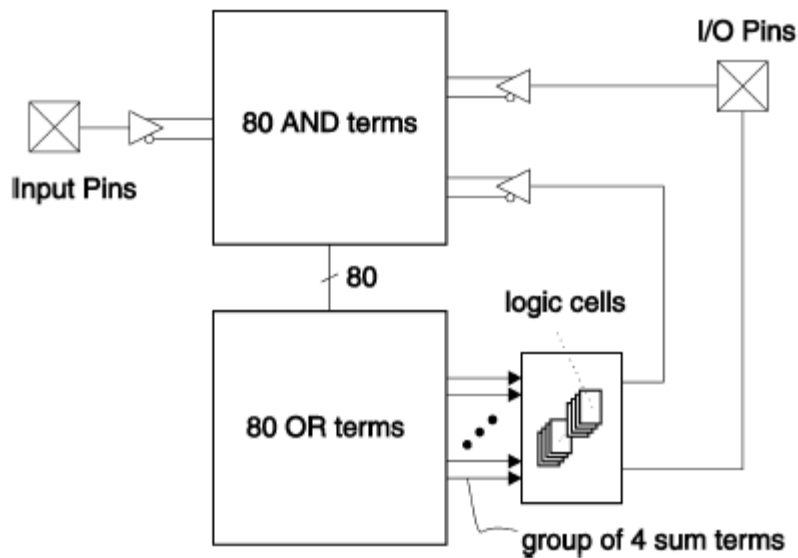 I/O Pins
80 AND terms
Input Pins
80
logic cells
80 OR terms
group of 4 sum terms